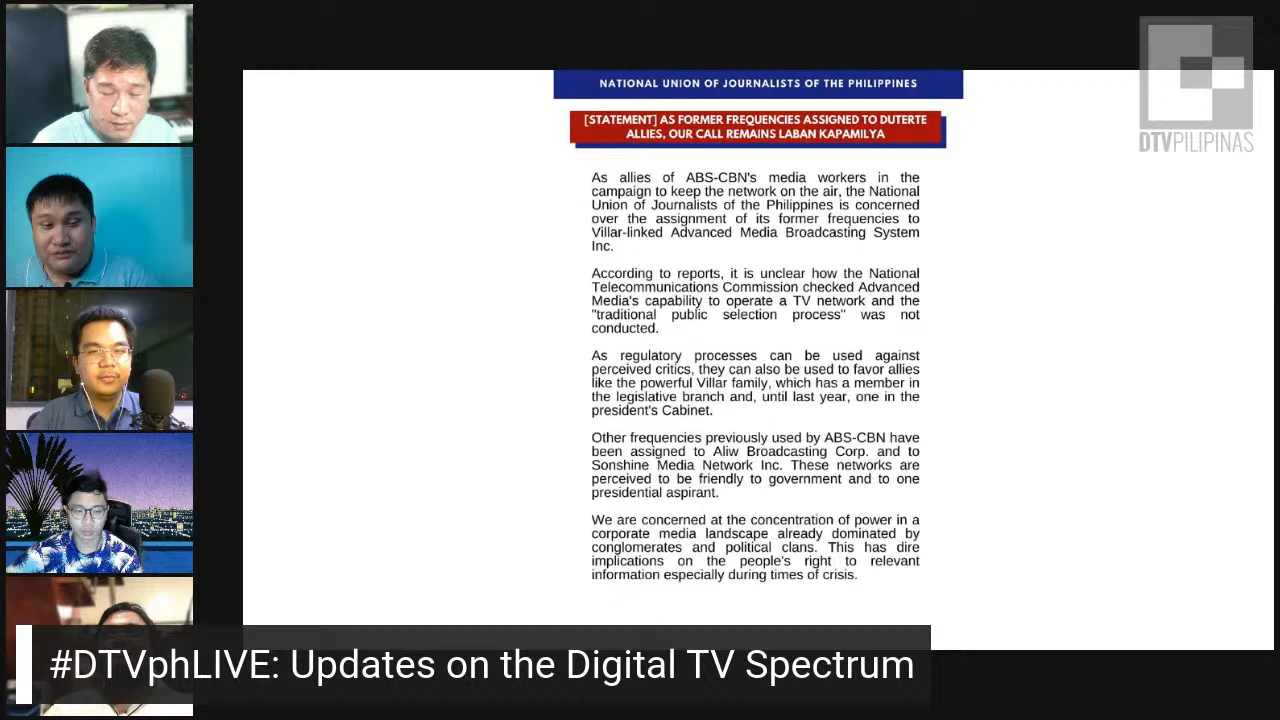 NATIONAL UNION OF JOURNALISTS OF THE PHILIPPINES
[STATEMENT] AS FORMER FREQUENCIES ASSIGNED TO DUTERTE
ALLIES, OUR CALL REMAINS LABAN KAPAMILYA
As allies of ABS-CBN's media workers in the
campaign to keep the network on the air, the National
Union of Journalists of the Philippines is concerned
over the assignment of its former frequencies to
Villar-linked Advanced Media Broadcasting System
Inc.
According to reports, it is unclear how the National
Telecommunications Commission checked Advanced
Media's capability to operate a TV network and the
"traditional public selection process" was not
conducted.
As regulatory processes can be used against
perceived critics, they can also be used to favor allies
like the powerful Villar family, which has a member in
the legislative branch and, until last year, one in the
president's Cabinet.
Other frequencies previously used by ABS-CBN have
been assigned to Aliw Broadcasting Corp. and to
Sonshine Media Network Inc. These networks are
perceived to be friendly to government and to one
presidential aspirant.
We are concerned at the concentration of power in a
corporate media landscape already dominated by
conglomerates and political clans. This has dire
implications on the people's right to relevant
information especially during times of crisis.
DTVPILIPINAS
#DTVphLIVE: Updates on the Digital TV Spectrum